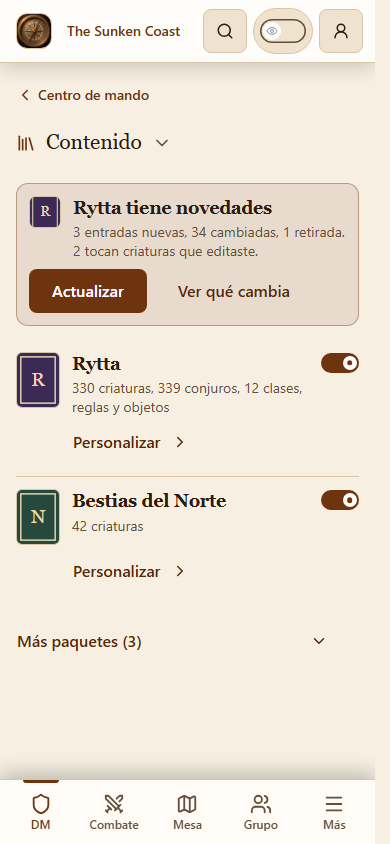 The Sunken Coast
Centro de mando
Contenido
R
Rytta tiene novedades
3 entradas nuevas, 34 cambiadas, 1 retirada.
2 tocan criaturas que editaste.
Actualizar
Ver qué cambia
R
Rytta
330 criaturas, 339 conjuros, 12 clases,
reglas y objetos
Personalizar
N
Bestias del Norte
42 criaturas
Personalizar
Más paquetes (3)
DM
Combate
Mesa
Grupo
Más